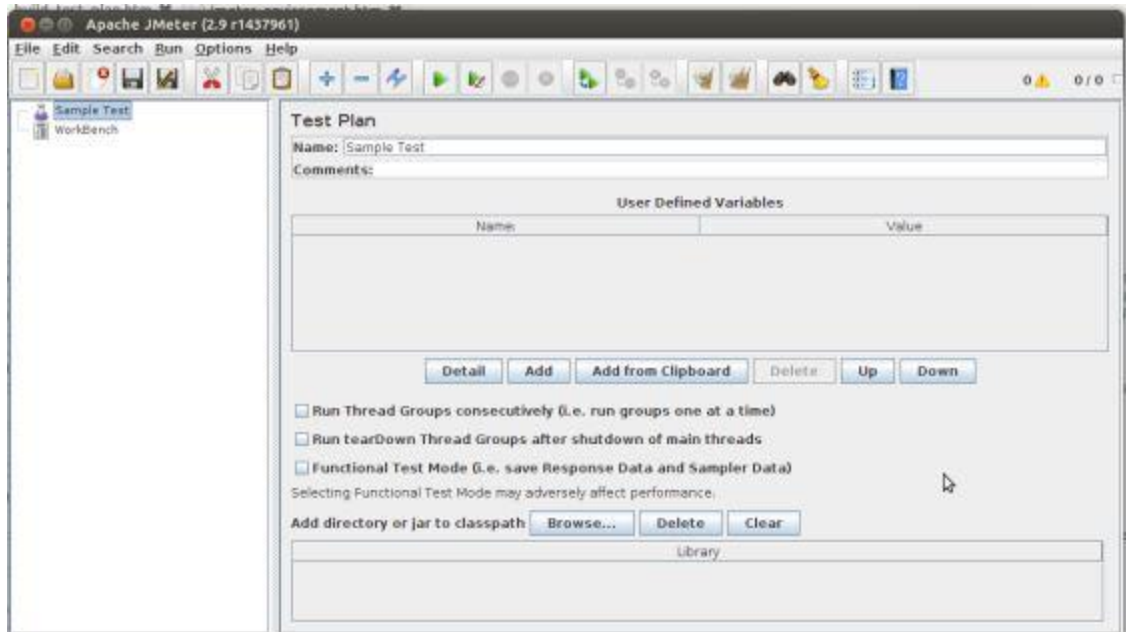 Apache JMeter (2.9 r1437961)
File Edit Search Run Options Help
0 0 / 0
Sample Test
WorkBench
Test Plan
Name: Sample Test
Comments:
User Defined Variables
Name: Value
Detail Add Add from Clipboard Delete Up Down
Run Thread Groups consecutively (i.e. run groups one at a time)
Run tearDown Thread Groups after shutdown of main threads
Functional Test Mode (i.e. save Response Data and Sampler Data)
Selecting Functional Test Mode may adversely affect performance.
Add directory or jar to classpath Browse... Delete Clear
Library